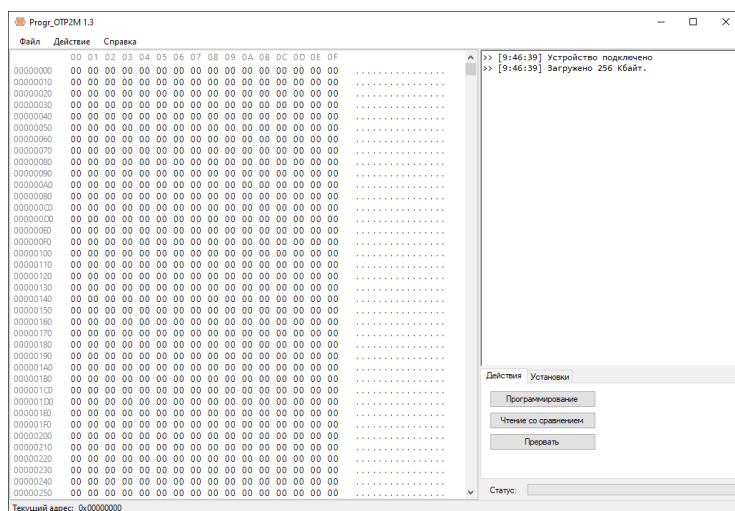 Progr_OTP2M 1.3
Файл Действие Справка
00 01 02 03 04 05 06 07 08 09 0A 0B 0C 0D 0E 0F
00000000 00 00 00 00 00 00 00 00 00 00 00 00 00 00 00 00 ................
00000010 00 00 00 00 00 00 00 00 00 00 00 00 00 00 00 00 ................
00000020 00 00 00 00 00 00 00 00 00 00 00 00 00 00 00 00 ................
00000030 00 00 00 00 00 00 00 00 00 00 00 00 00 00 00 00 ................
00000040 00 00 00 00 00 00 00 00 00 00 00 00 00 00 00 00 ................
00000050 00 00 00 00 00 00 00 00 00 00 00 00 00 00 00 00 ................
00000060 00 00 00 00 00 00 00 00 00 00 00 00 00 00 00 00 ................
00000070 00 00 00 00 00 00 00 00 00 00 00 00 00 00 00 00 ................
00000080 00 00 00 00 00 00 00 00 00 00 00 00 00 00 00 00 ................
00000090 00 00 00 00 00 00 00 00 00 00 00 00 00 00 00 00 ................
000000A0 00 00 00 00 00 00 00 00 00 00 00 00 00 00 00 00 ................
000000B0 00 00 00 00 00 00 00 00 00 00 00 00 00 00 00 00 ................
000000C0 00 00 00 00 00 00 00 00 00 00 00 00 00 00 00 00 ................
000000D0 00 00 00 00 00 00 00 00 00 00 00 00 00 00 00 00 ................
000000E0 00 00 00 00 00 00 00 00 00 00 00 00 00 00 00 00 ................
000000F0 00 00 00 00 00 00 00 00 00 00 00 00 00 00 00 00 ................
00000100 00 00 00 00 00 00 00 00 00 00 00 00 00 00 00 00 ................
00000110 00 00 00 00 00 00 00 00 00 00 00 00 00 00 00 00 ................
00000120 00 00 00 00 00 00 00 00 00 00 00 00 00 00 00 00 ................
00000130 00 00 00 00 00 00 00 00 00 00 00 00 00 00 00 00 ................
00000140 00 00 00 00 00 00 00 00 00 00 00 00 00 00 00 00 ................
00000150 00 00 00 00 00 00 00 00 00 00 00 00 00 00 00 00 ................
00000160 00 00 00 00 00 00 00 00 00 00 00 00 00 00 00 00 ................
00000170 00 00 00 00 00 00 00 00 00 00 00 00 00 00 00 00 ................
00000180 00 00 00 00 00 00 00 00 00 00 00 00 00 00 00 00 ................
00000190 00 00 00 00 00 00 00 00 00 00 00 00 00 00 00 00 ................
000001A0 00 00 00 00 00 00 00 00 00 00 00 00 00 00 00 00 ................
000001B0 00 00 00 00 00 00 00 00 00 00 00 00 00 00 00 00 ................
000001C0 00 00 00 00 00 00 00 00 00 00 00 00 00 00 00 00 ................
000001D0 00 00 00 00 00 00 00 00 00 00 00 00 00 00 00 00 ................
000001E0 00 00 00 00 00 00 00 00 00 00 00 00 00 00 00 00 ................
000001F0 00 00 00 00 00 00 00 00 00 00 00 00 00 00 00 00 ................
00000200 00 00 00 00 00 00 00 00 00 00 00 00 00 00 00 00 ................
00000210 00 00 00 00 00 00 00 00 00 00 00 00 00 00 00 00 ................
00000220 00 00 00 00 00 00 00 00 00 00 00 00 00 00 00 00 ................
00000230 00 00 00 00 00 00 00 00 00 00 00 00 00 00 00 00 ................
00000240 00 00 00 00 00 00 00 00 00 00 00 00 00 00 00 00 ................
00000250 00 00 00 00 00 00 00 00 00 00 00 00 00 00 00 00 ................
>> [9:46:39] Устройство подключено
>> [9:46:39] Загружено 256 Кбайт.
Действия Установки
Программирование
Чтение со сравнением
Прервать
Статус:
Текущий адрес: 0x00000000